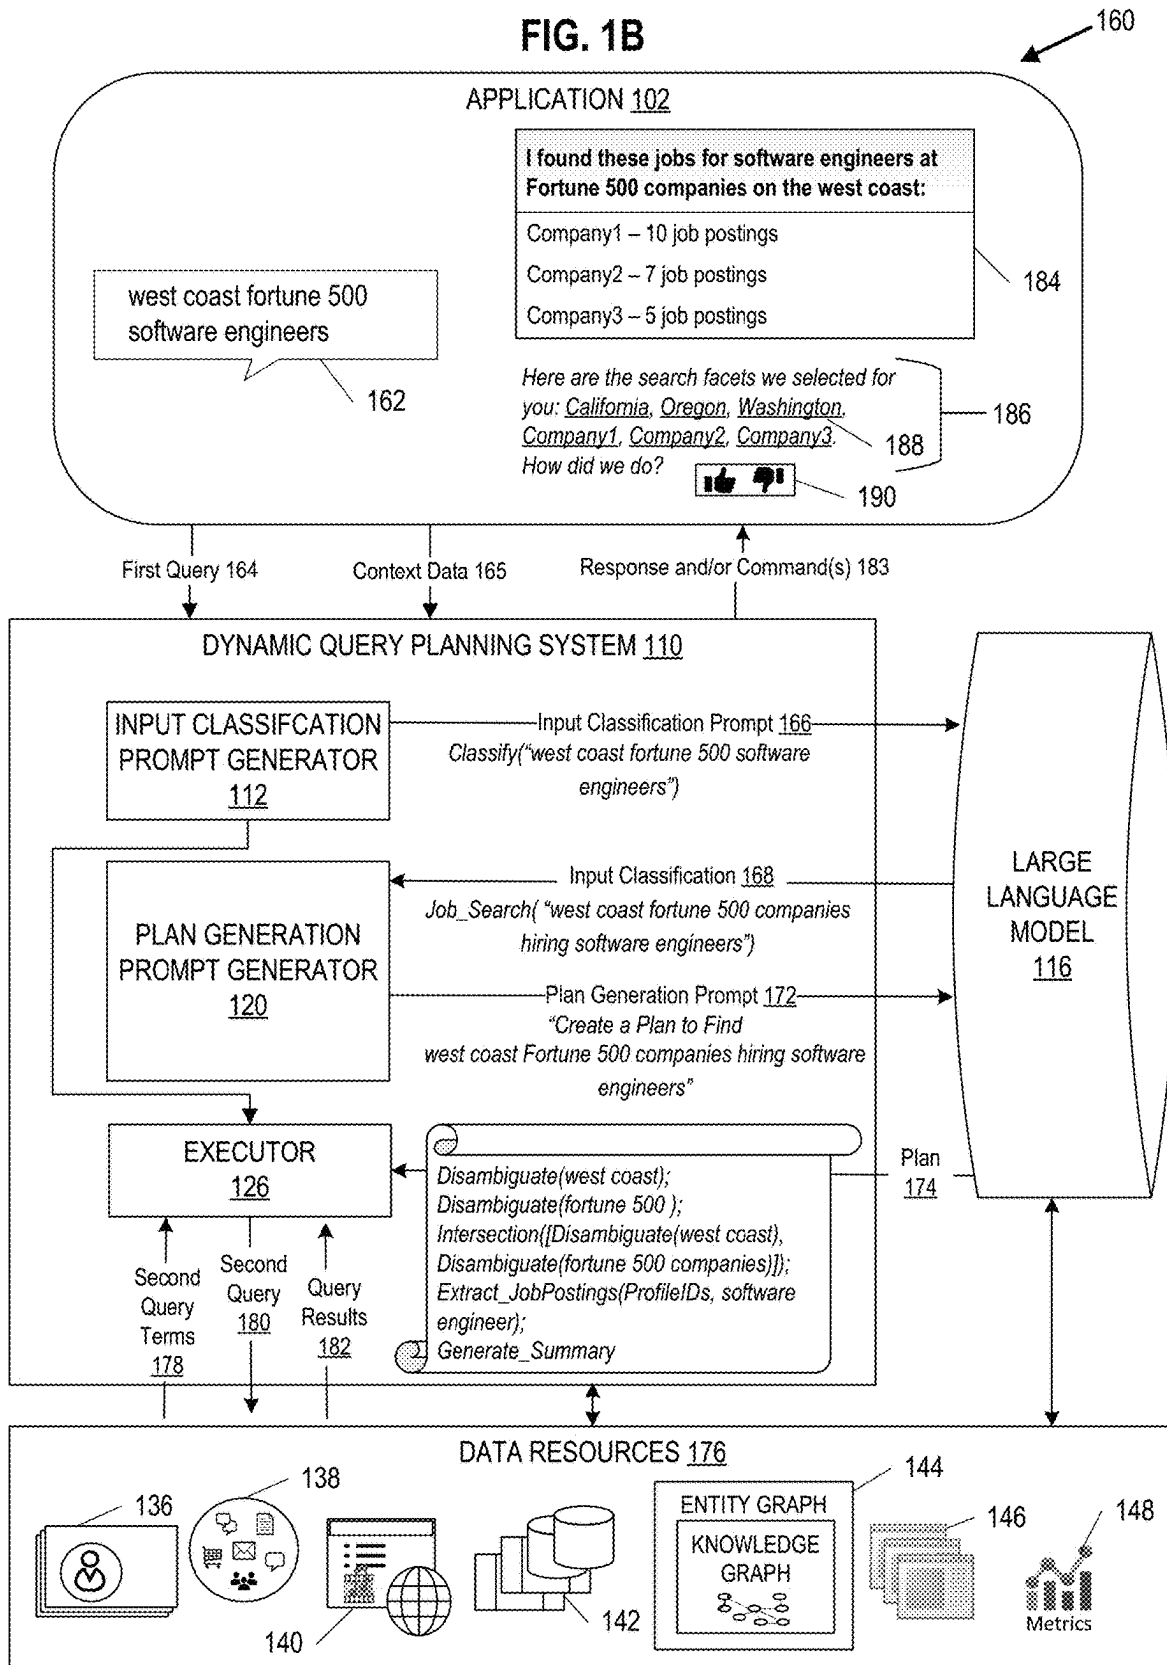 FIG. 1B
160
APPLICATION 102
I found these jobs for software engineers at
Fortune 500 companies on the west coast:
Company1 – 10 job postings
Company2 – 7 job postings
Company3 – 5 job postings
184
west coast fortune 500
software engineers
162
Here are the search facets we selected for
you: California, Oregon, Washington,
Company1, Company2, Company3.
How did we do?
186
188
190
First Query 164
Context Data 165
Response and/or Command(s) 183
DYNAMIC QUERY PLANNING SYSTEM 110
INPUT CLASSIFCATION
PROMPT GENERATOR
112
Input Classification Prompt 166
Classify("west coast fortune 500 software
engineers")
PLAN GENERATION
PROMPT GENERATOR
120
Input Classification 168
Job_Search( "west coast fortune 500 companies
hiring software engineers")
Plan Generation Prompt 172
"Create a Plan to Find
west coast Fortune 500 companies hiring software
engineers"
LARGE
LANGUAGE
MODEL
116
EXECUTOR
126
Disambiguate(west coast);
Disambiguate(fortune 500 );
Intersection([Disambiguate(west coast),
Disambiguate(fortune 500 companies)]);
Extract_JobPostings(ProfileIDs, software
engineer);
Generate_Summary
Plan
174
Second
Query
Terms
178
Second
Query
180
Query
Results
182
DATA RESOURCES 176
136
138
140
142
ENTITY GRAPH
KNOWLEDGE
GRAPH
144
146
148
Metrics